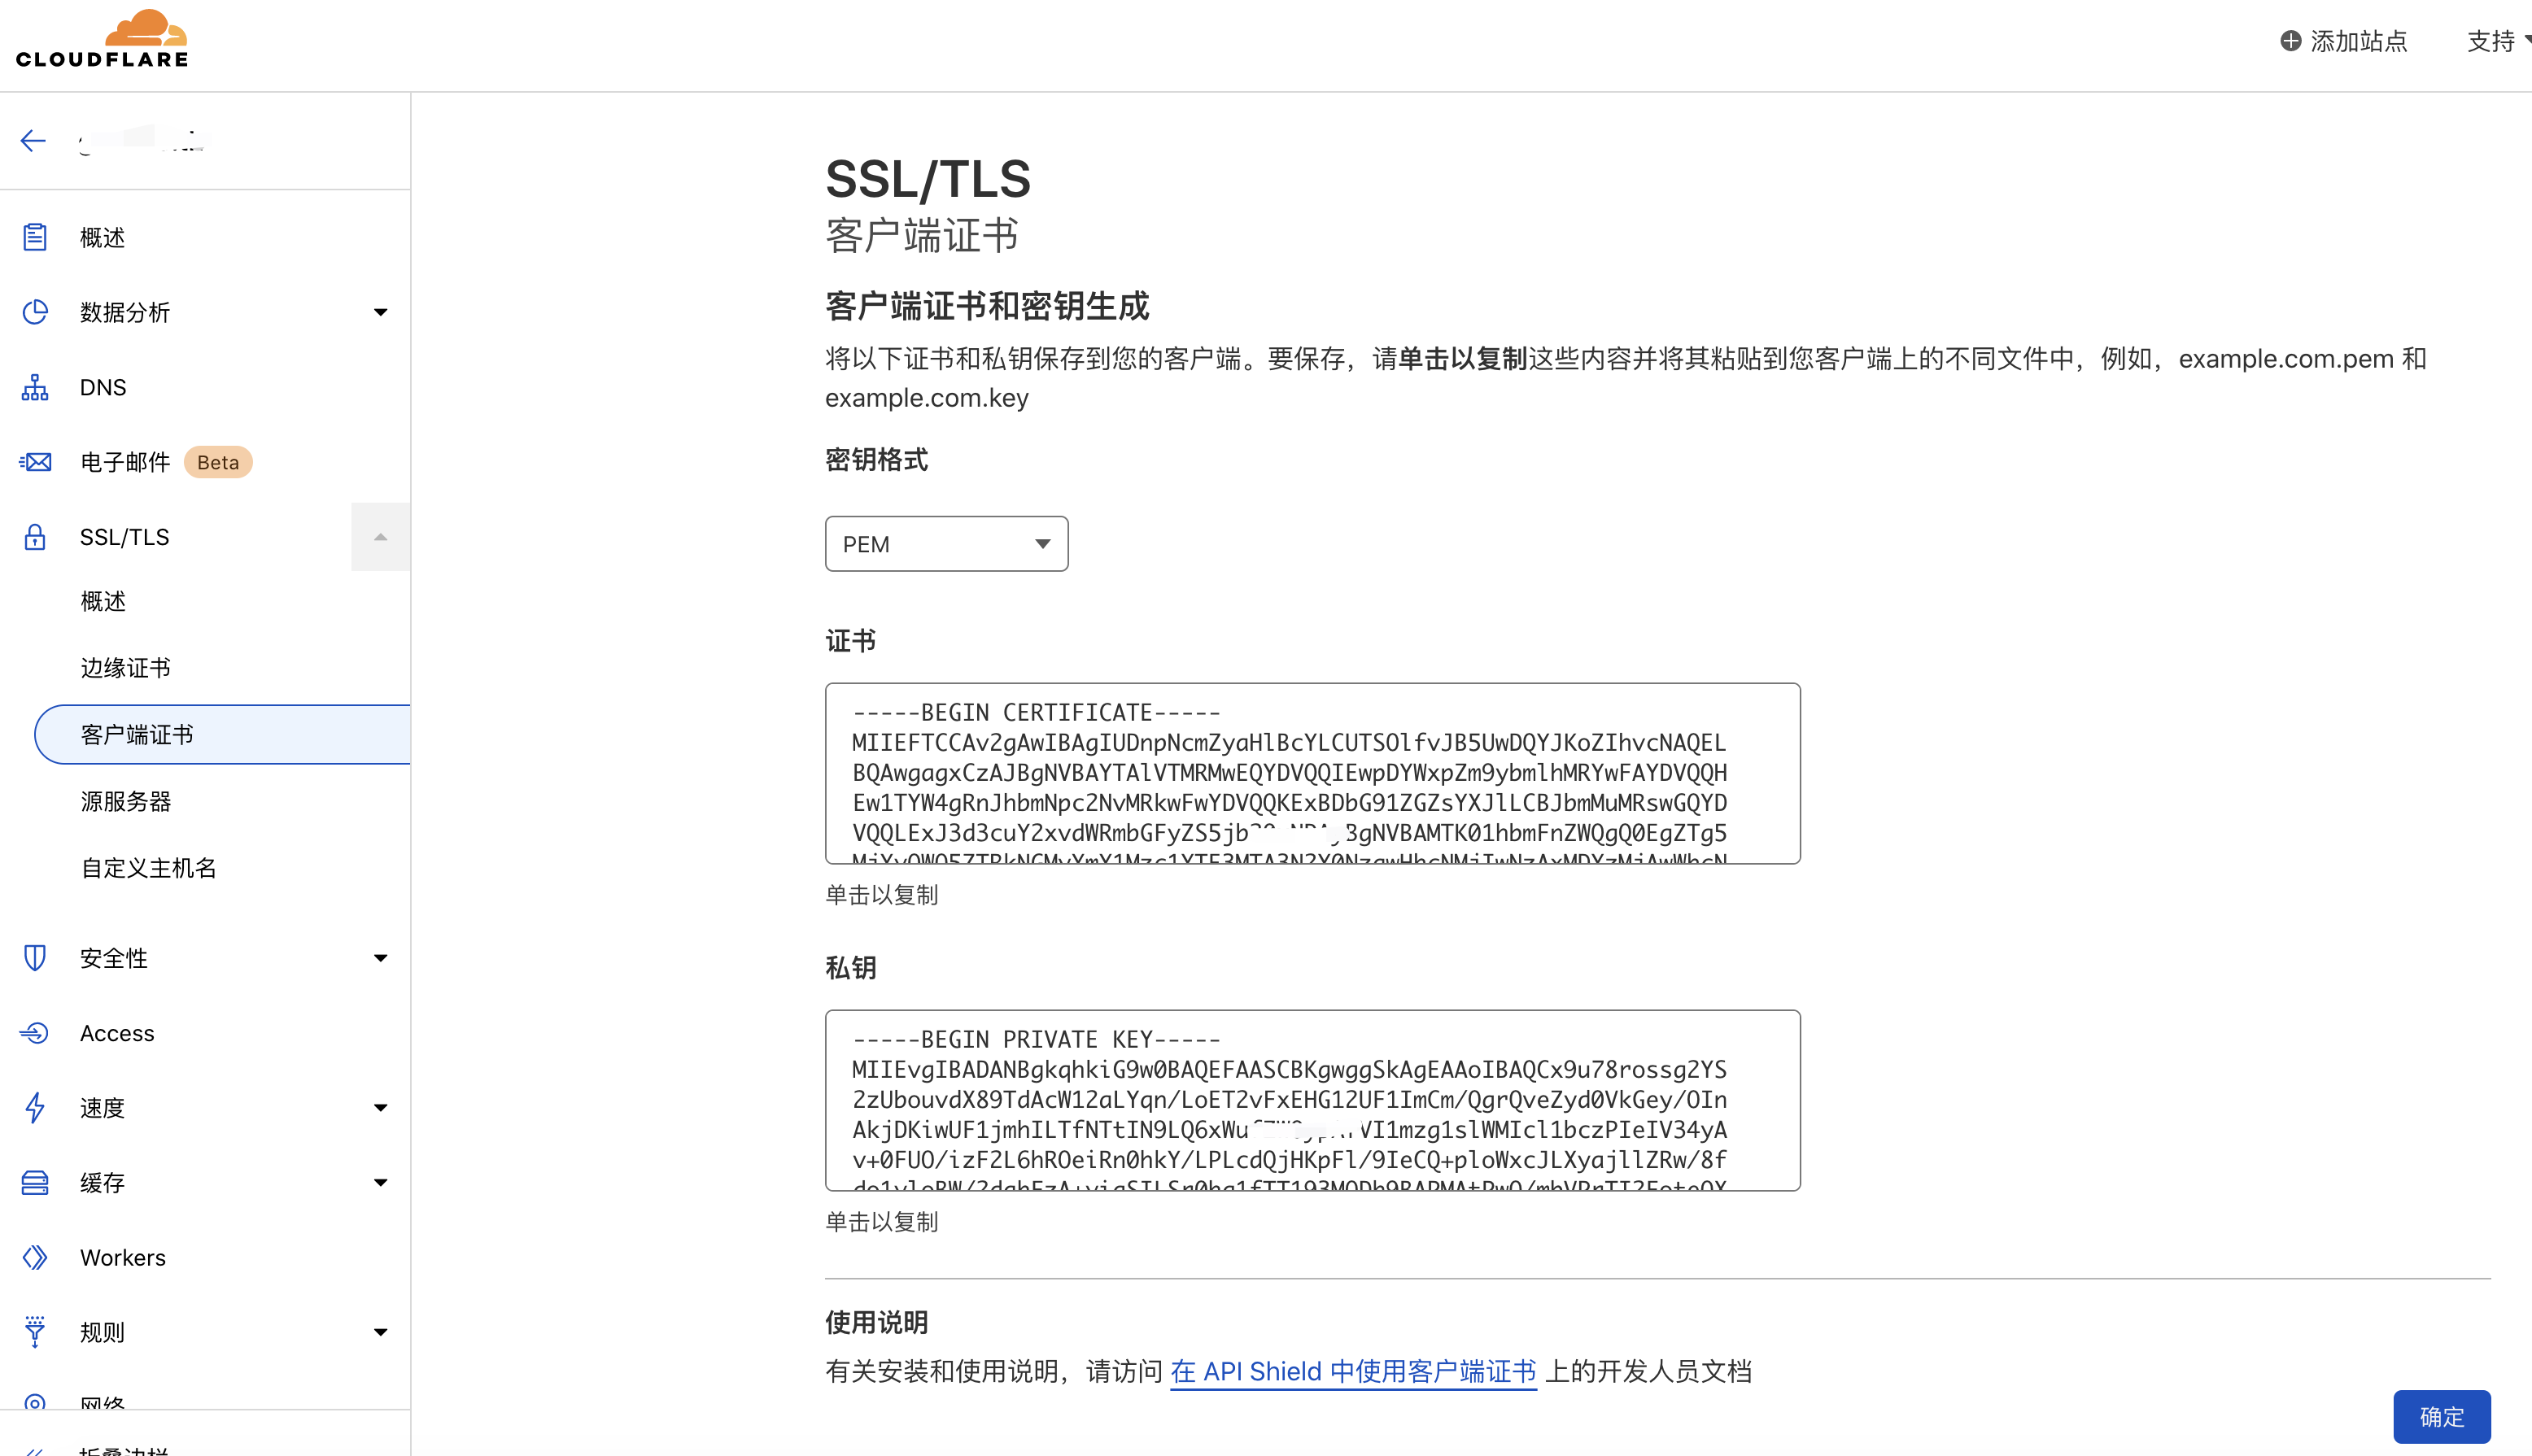 CLOUDFLARE
添加站点
支持
概述
数据分析
DNS
电子邮件 Beta
SSL/TLS
概述
边缘证书
客户端证书
源服务器
自定义主机名
安全性
Access
速度
缓存
Workers
规则
网络
折叠边栏
SSL/TLS
客户端证书
客户端证书和密钥生成
将以下证书和私钥保存到您的客户端。要保存，请单击以复制这些内容并将其粘贴到您客户端上的不同文件中，例如，example.com.pem 和
example.com.key
密钥格式
PEM
证书
-----BEGIN CERTIFICATE-----
MIIEFTCCAv2gAwIBAgIUDnpNcmZyaHlBcYLCUTSOlfvJB5UwDQYJKoZIhvcNAQEL
BQAwgagxCzAJBgNVBAYTAlVTMRMwEQYDVQQIEwpDYWxpZm9ybmlhMRYwFAYDVQQH
Ew1TYW4gRnJhbmNpc2NvMRkwFwYDVQQKExBDbG91ZGZsYXJlLCBJbmMuMRswGQYD
VQQLExJ3d3cuY2xvdWRmbGFyZS5jb 3gNVBAMTK01hbmFnZWQgQ0EgZTg5
单击以复制
私钥
-----BEGIN PRIVATE KEY-----
MIIEvgIBADANBgkqhkiG9w0BAQEFAASCBKgwggSkAgEAAoIBAQCx9u78rossg2YS
2zUbouvdX89TdAcW12aLYqn/LoET2vFxEHG12UF1ImCm/QgrQveZyd0VkGey/OIn
AkjDKiwUF1jmhILTfNTtIN9LQ6xWu VI1mzg1slWMIcl1bczPIeIV34yA
v+0FUO/izF2L6hROeiRn0hkY/LPLcdQjHKpFl/9IeCQ+ploWxcJLXyajllZRw/8f
单击以复制
使用说明
有关安装和使用说明，请访问 在 API Shield 中使用客户端证书 上的开发人员文档
确定